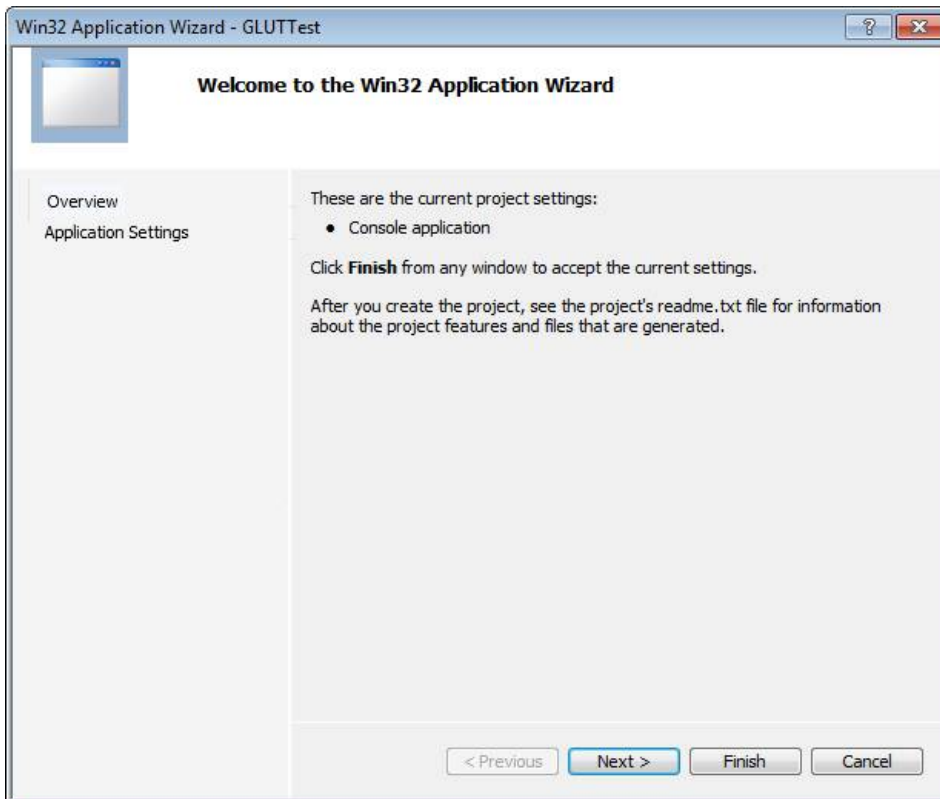 Win32 Application Wizard - GLUTTest
Welcome to the Win32 Application Wizard
Overview
Application Settings
These are the current project settings:
● Console application
Click Finish from any window to accept the current settings.
After you create the project, see the project's readme.txt file for information
about the project features and files that are generated.
< Previous
Next >
Finish
Cancel